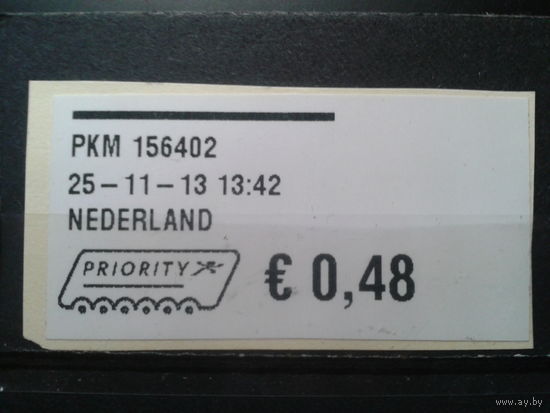 PKM 156402
25-11-13 13:42
NEDERLAND
PRIORITY
€ 0,48
www.ay.by